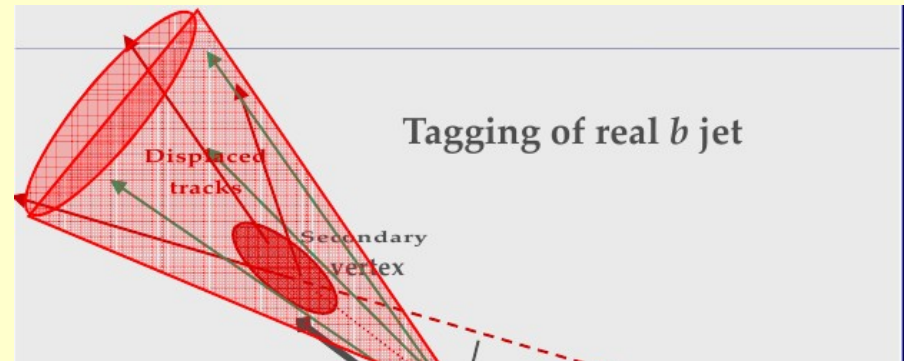 Tagging of real b jet
Displaced
tracks
Secondary
vertex